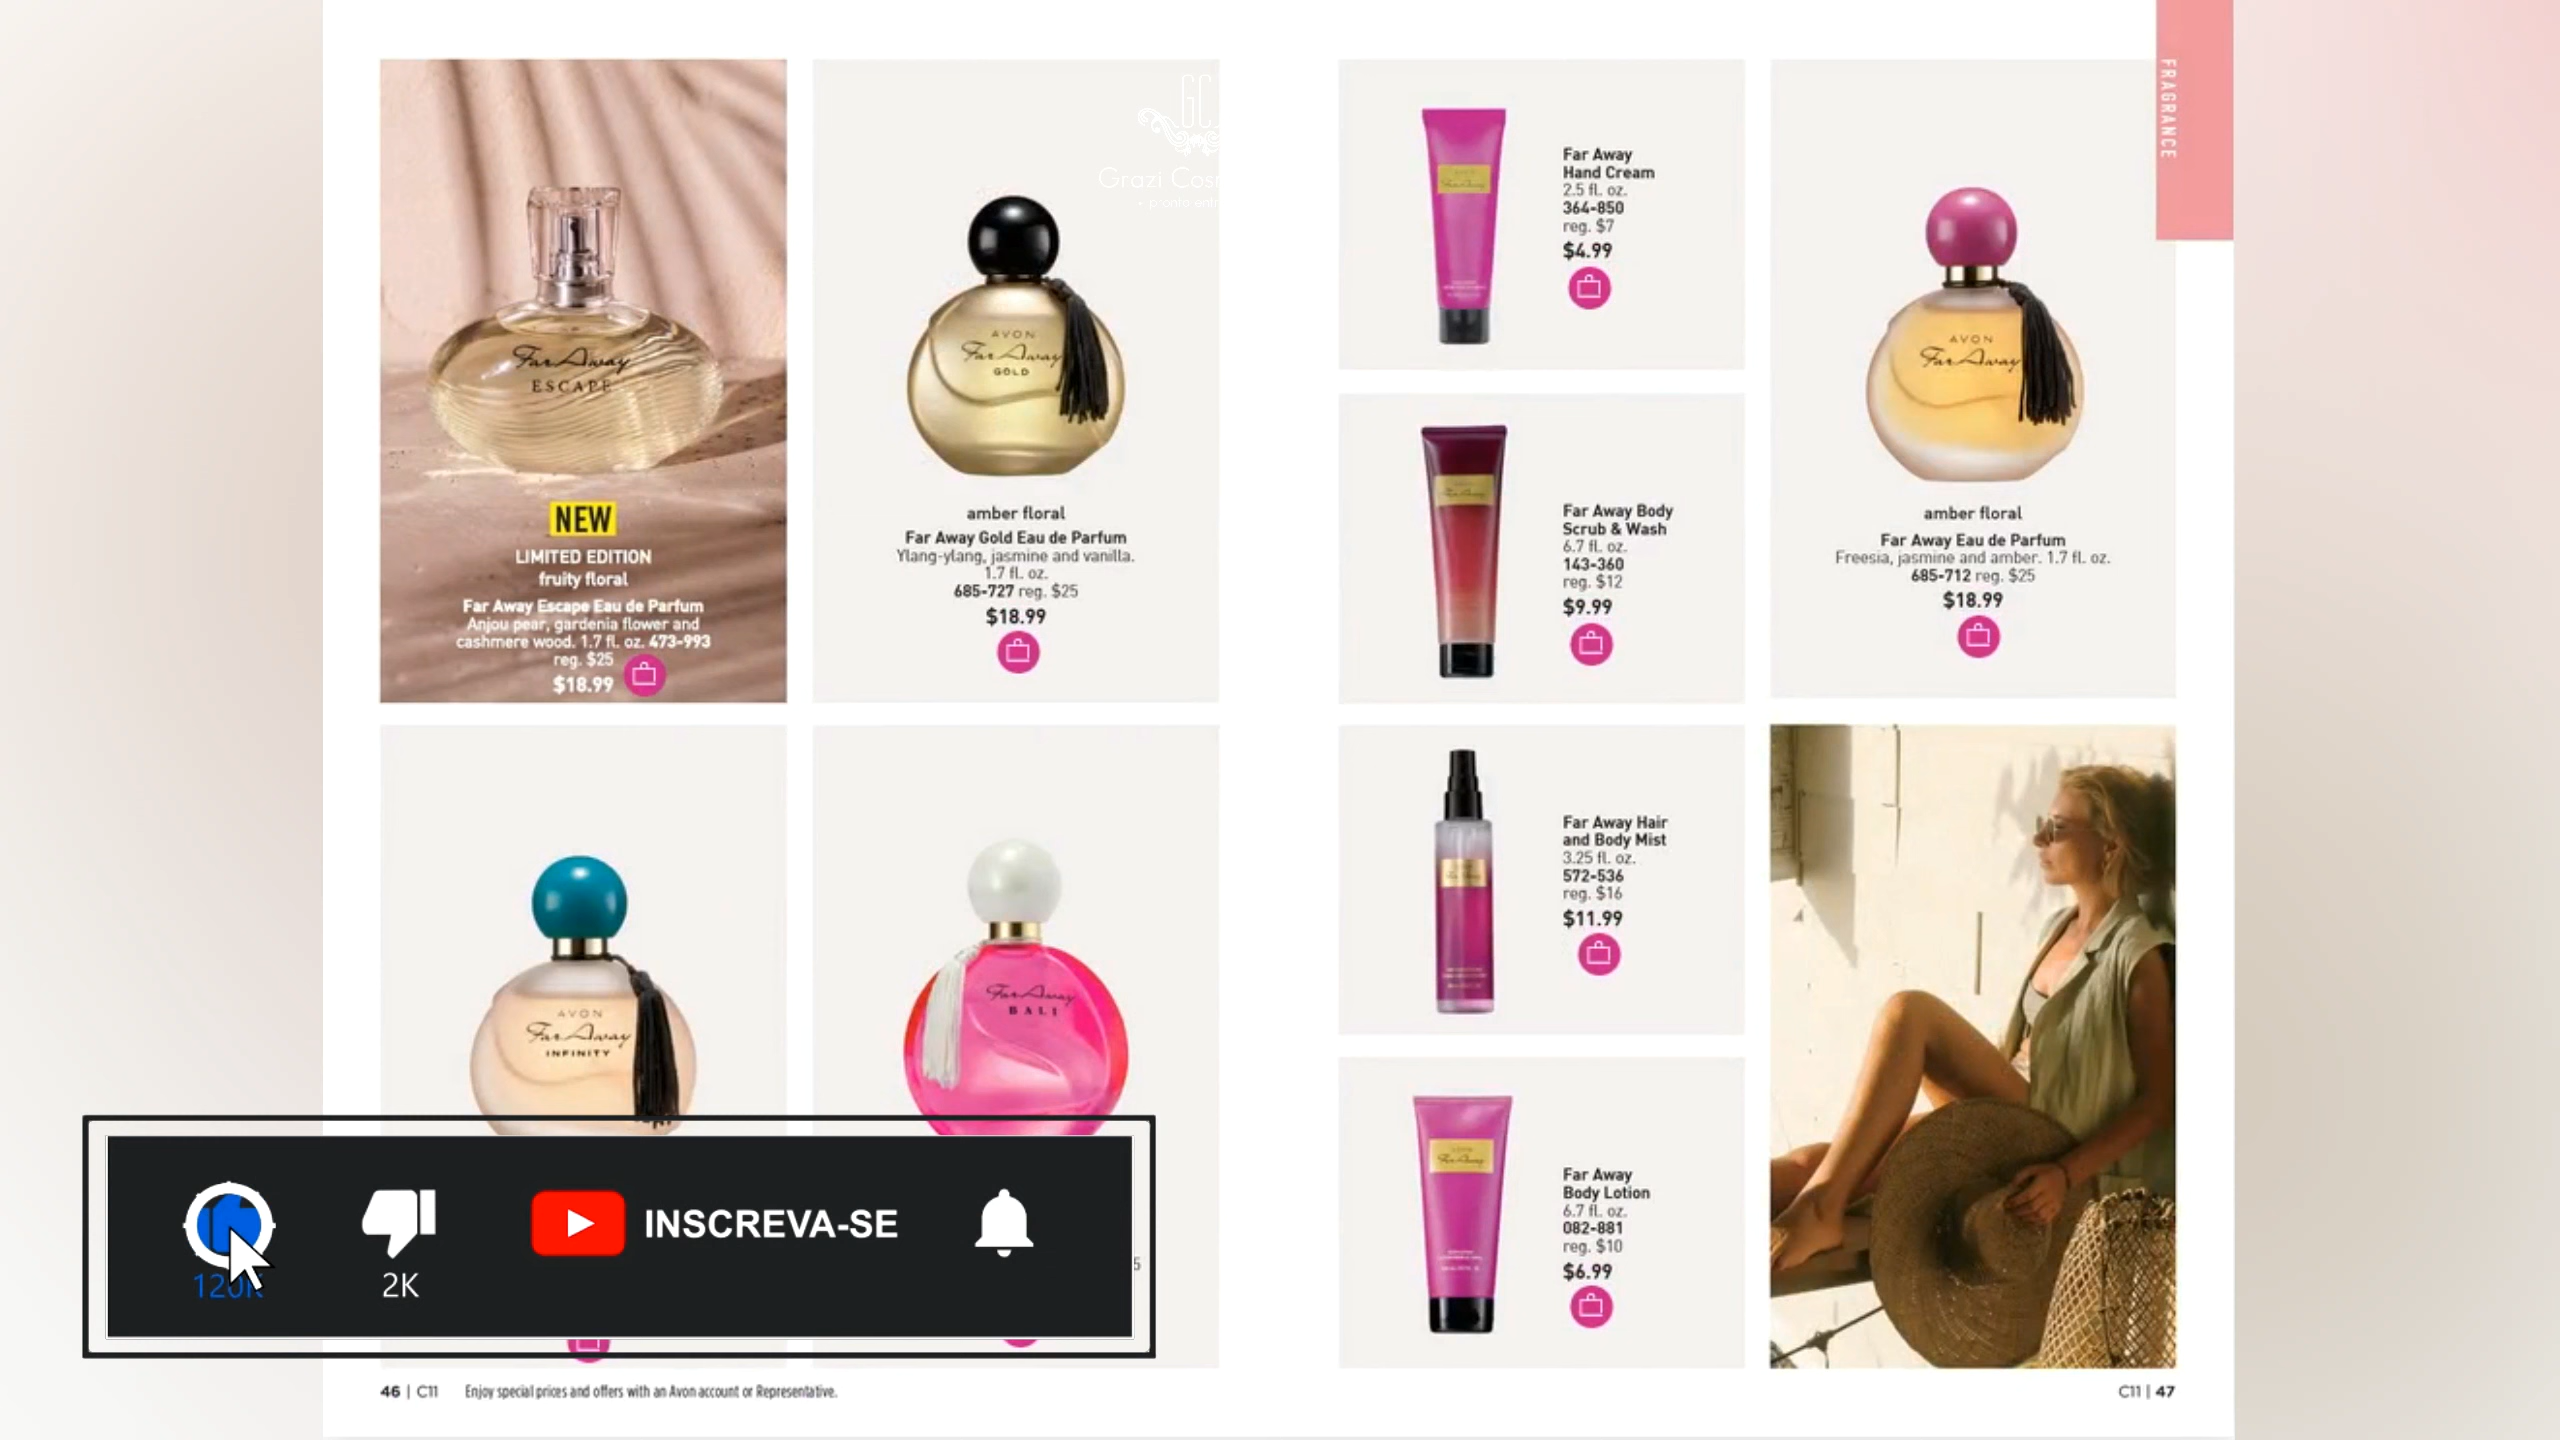 FRAGRANCE
Far Away
ESCAPE
NEW
LIMITED EDITION
fruity floral
Far Away Escape Eau de Parfum
Anjou pear, gardenia flower and
cashmere wood. 1.7 fl. oz. 473-993
reg. $25
$18.99
GC
Grazi
AVON
Far Away
GOLD
amber floral
Far Away Gold Eau de Parfum
Ylang-ylang, jasmine and vanilla.
1.7 fl. oz.
685-727 reg. $25
$18.99
AVON
Far Away
INFINITY
Far Away
BALI
120K
2K
INSCREVA-SE
5
46 | C11 Enjoy special prices and offers with an Avon account or Representative.
Far Away
Hand Cream
2.5 fl. oz.
364-850
reg. $7
$4.99
Far Away Body
Scrub & Wash
6.7 fl. oz.
143-360
reg. $12
$9.99
Far Away Hair
and Body Mist
3.25 fl. oz.
572-536
reg. $16
$11.99
Far Away
Body Lotion
6.7 fl. oz.
082-881
reg. $10
$6.99
AVON
Far Away
amber floral
Far Away Eau de Parfum
Freesia, jasmine and amber. 1.7 fl. oz.
685-712 reg. $25
$18.99
C11 | 47